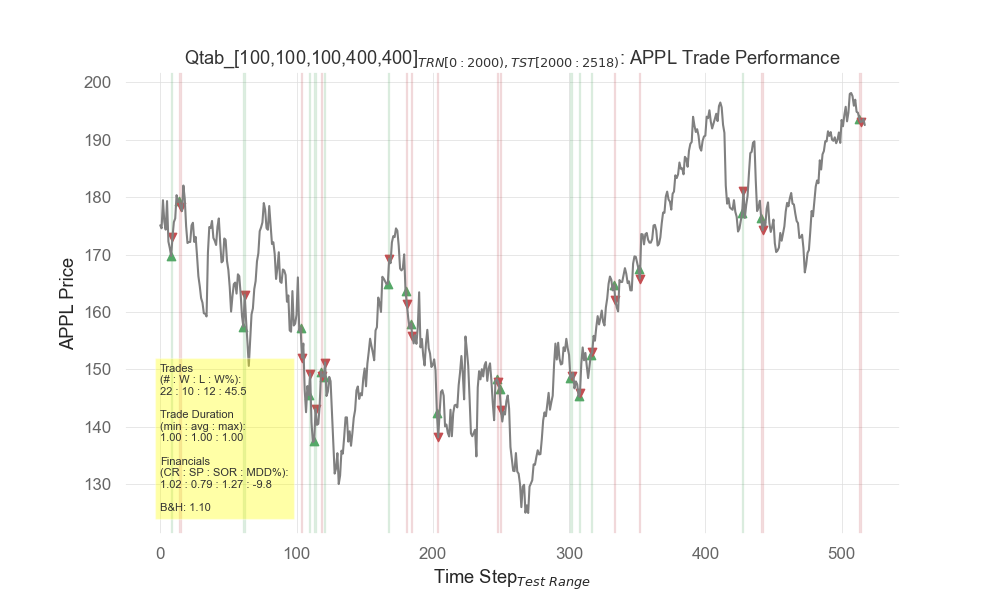 Qtab_[100,100,100,400,400]TRN[0 : 2000), TST[2000 : 2518): APPL Trade Performance
APPL Price
200
190
180
170
160
150
140
130
Trades
(# : W : L : W%):
22 : 10 : 12 : 45.5
Trade Duration
(min : avg : max):
1.00 : 1.00 : 1.00
Financials
(CR : SP : SOR : MDD%):
1.02 : 0.79 : 1.27 : -9.8
B&H: 1.10
0 100 200 300 400 500
Time StepTest Range